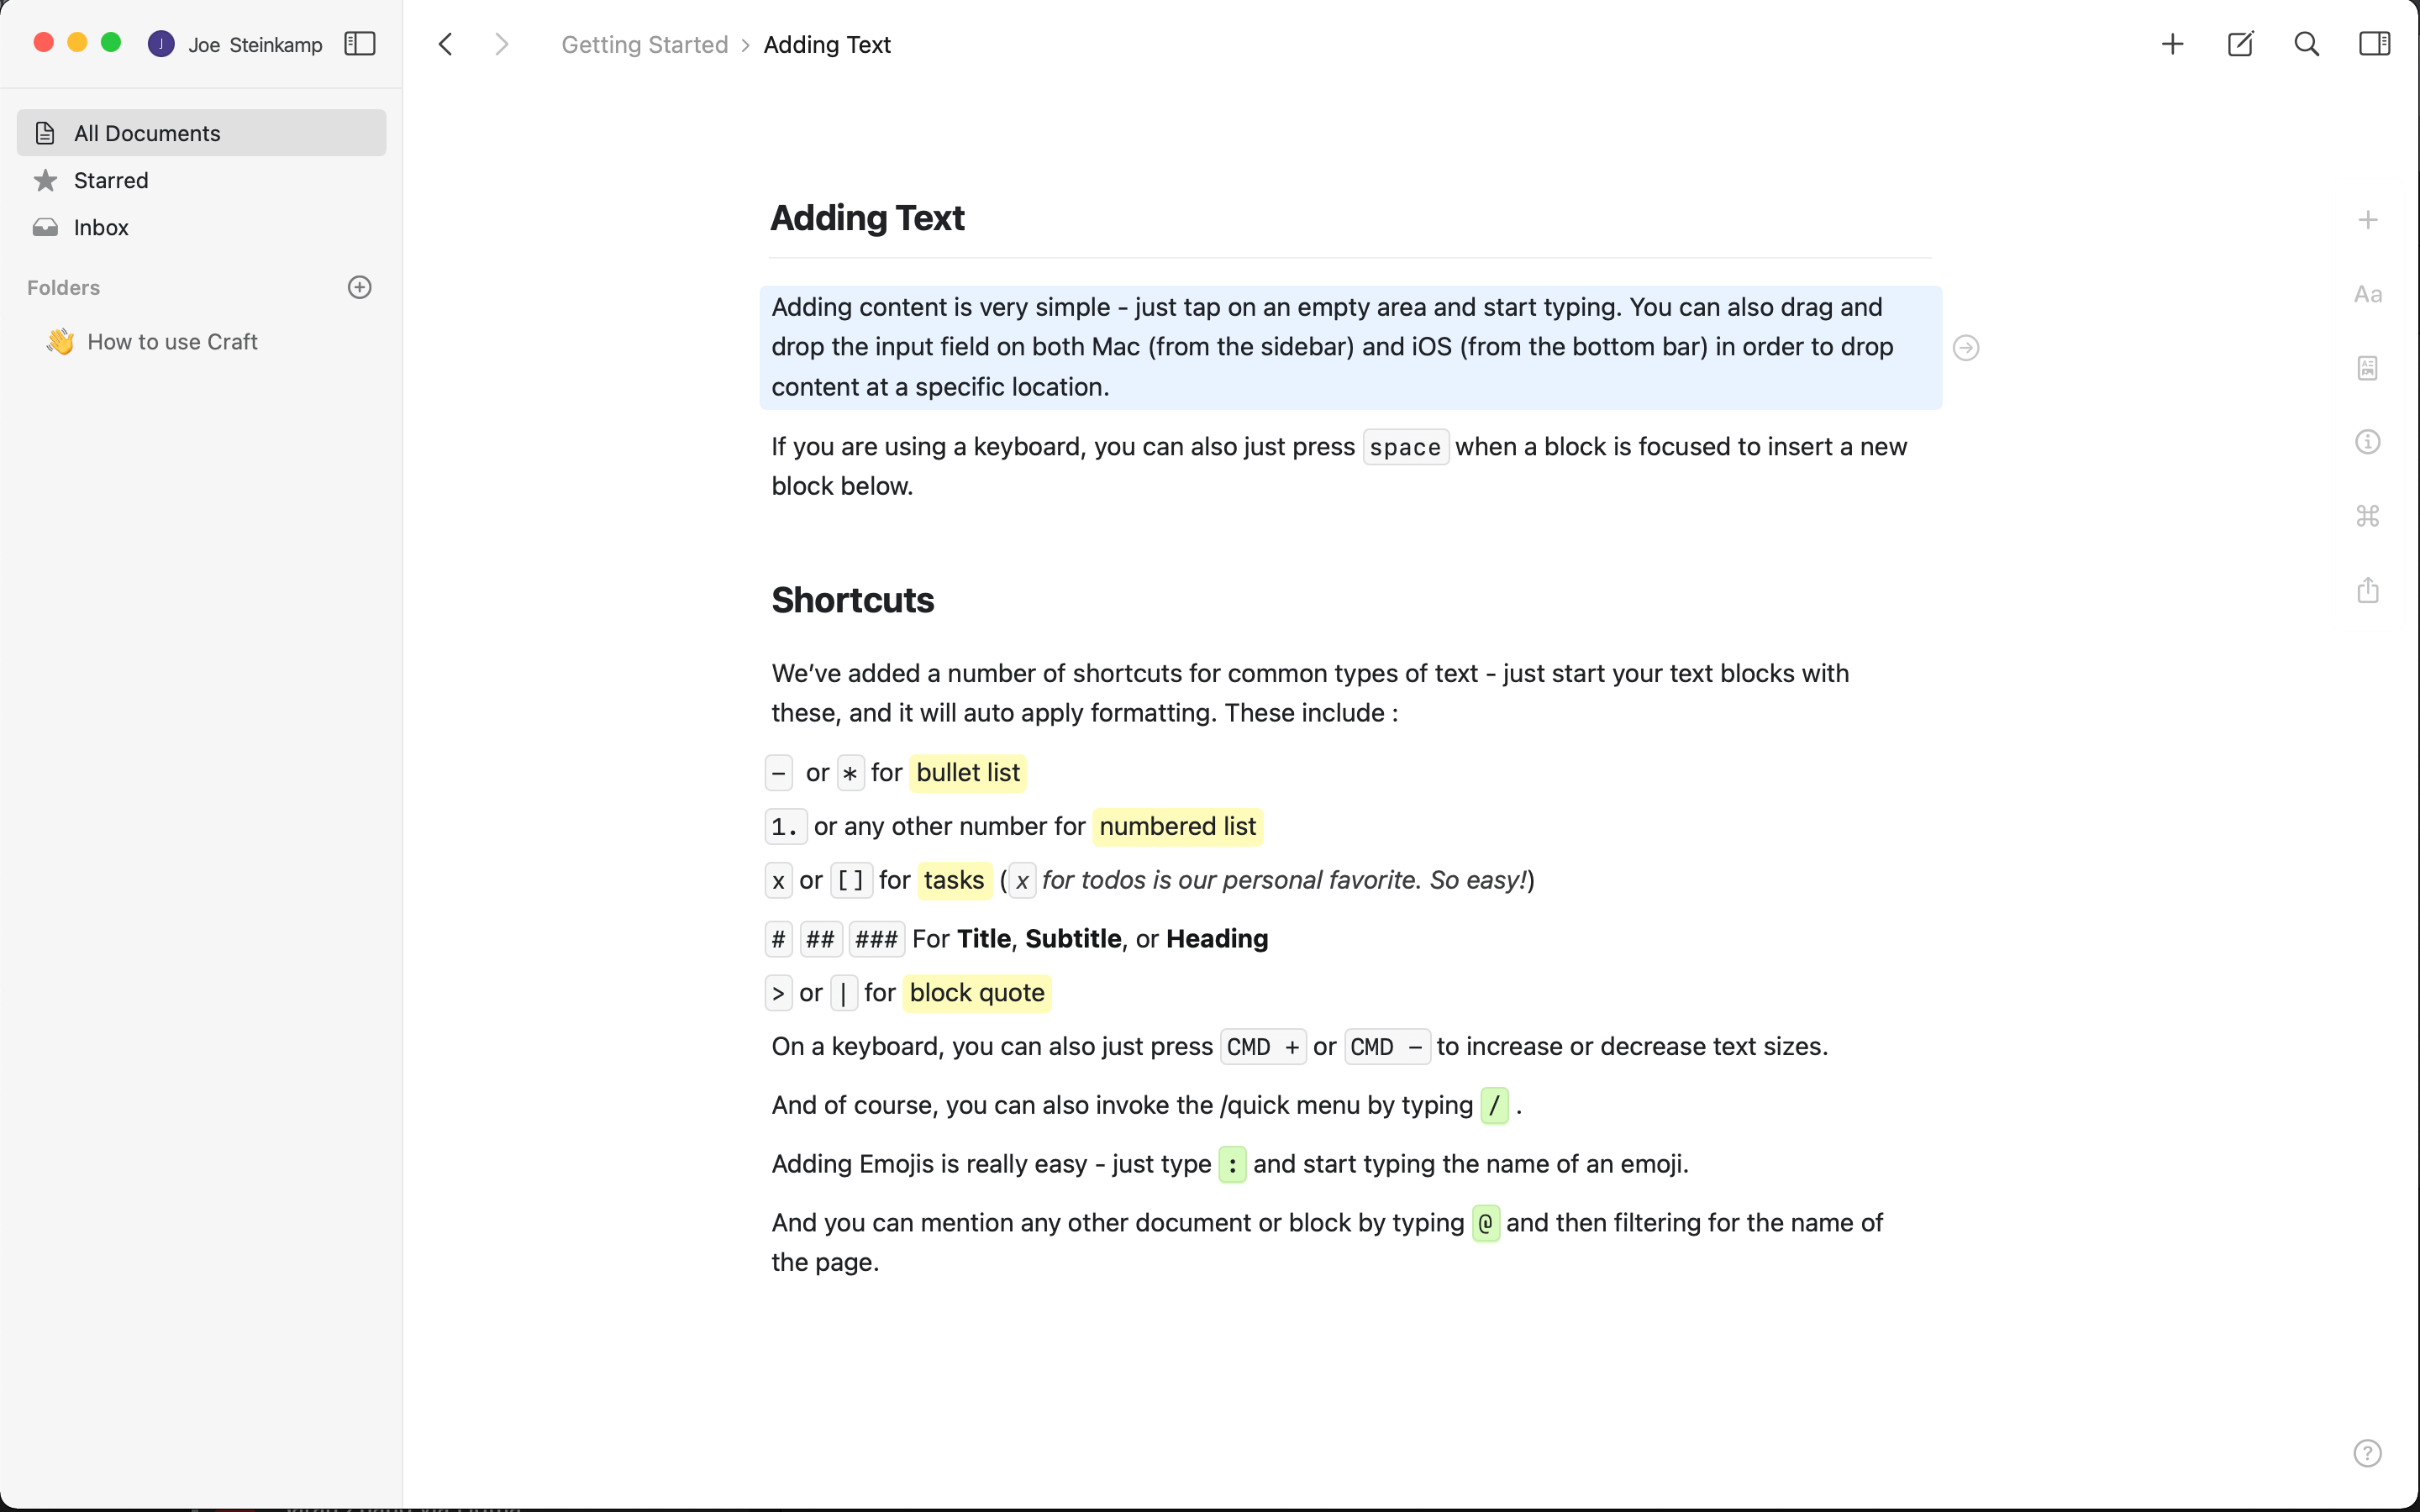 J Joe Steinkamp
Getting Started > Adding Text
All Documents
Starred
Inbox
Folders
👋 How to use Craft
Adding Text
Adding content is very simple - just tap on an empty area and start typing. You can also drag and
drop the input field on both Mac (from the sidebar) and iOS (from the bottom bar) in order to drop
content at a specific location.
If you are using a keyboard, you can also just press space when a block is focused to insert a new
block below.
Shortcuts
We’ve added a number of shortcuts for common types of text - just start your text blocks with
these, and it will auto apply formatting. These include :
- or * for bullet list
1. or any other number for numbered list
x or [] for tasks (x for todos is our personal favorite. So easy!)
# ## ### For Title, Subtitle, or Heading
> or | for block quote
On a keyboard, you can also just press CMD + or CMD - to increase or decrease text sizes.
And of course, you can also invoke the /quick menu by typing / .
Adding Emojis is really easy - just type : and start typing the name of an emoji.
And you can mention any other document or block by typing @ and then filtering for the name of
the page.
Aa
?